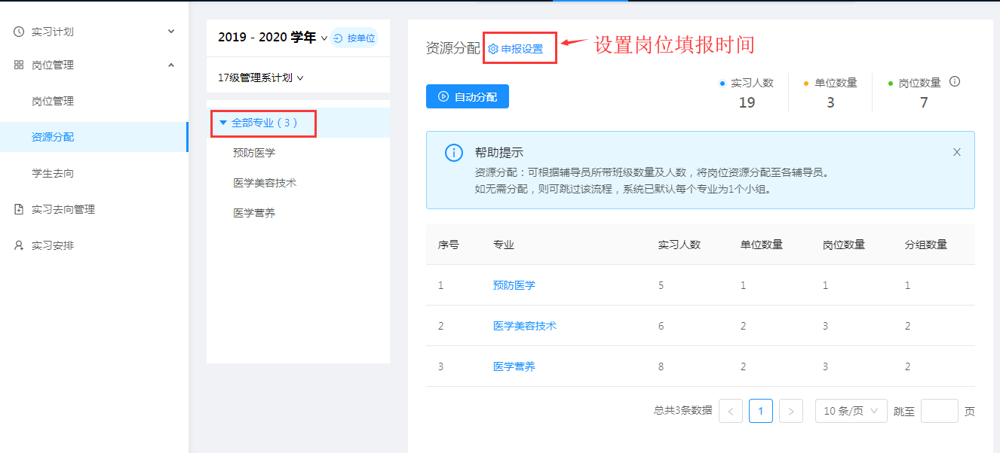 实习计划
岗位管理
岗位管理
资源分配
学生去向
实习去向管理
实习安排
2019 - 2020 学年
按单位
17级管理系计划
全部专业 ( 3 )
预防医学
医学美容技术
医学营养
资源分配
申报设置
设置岗位填报时间
自动分配
实习人数
19
单位数量
3
岗位数量
7
帮助提示
资源分配：可根据辅导员所带班级数量及人数，将岗位资源分配至各辅导员。
如无需分配，则可跳过该流程，系统已默认每个专业为1个小组。
序号 专业 实习人数 单位数量 岗位数量 分组数量
1 预防医学 5 1 1 1
2 医学美容技术 6 2 3 2
3 医学营养 8 2 3 2
总共3条数据 < 1 > 10 条/页 跳至 页